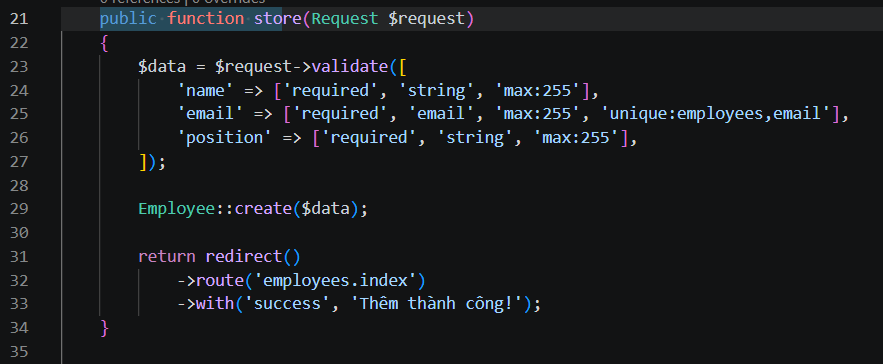 0 references | 0 overrides
21 public function store(Request $request)
22 {
23 $data = $request->validate([
24 'name' => ['required', 'string', 'max:255'],
25 'email' => ['required', 'email', 'max:255', 'unique:employees,email'],
26 'position' => ['required', 'string', 'max:255'],
27 ]);
28
29 Employee::create($data);
30
31 return redirect()
32 ->route('employees.index')
33 ->with('success', 'Thêm thành công!');
34 }
35